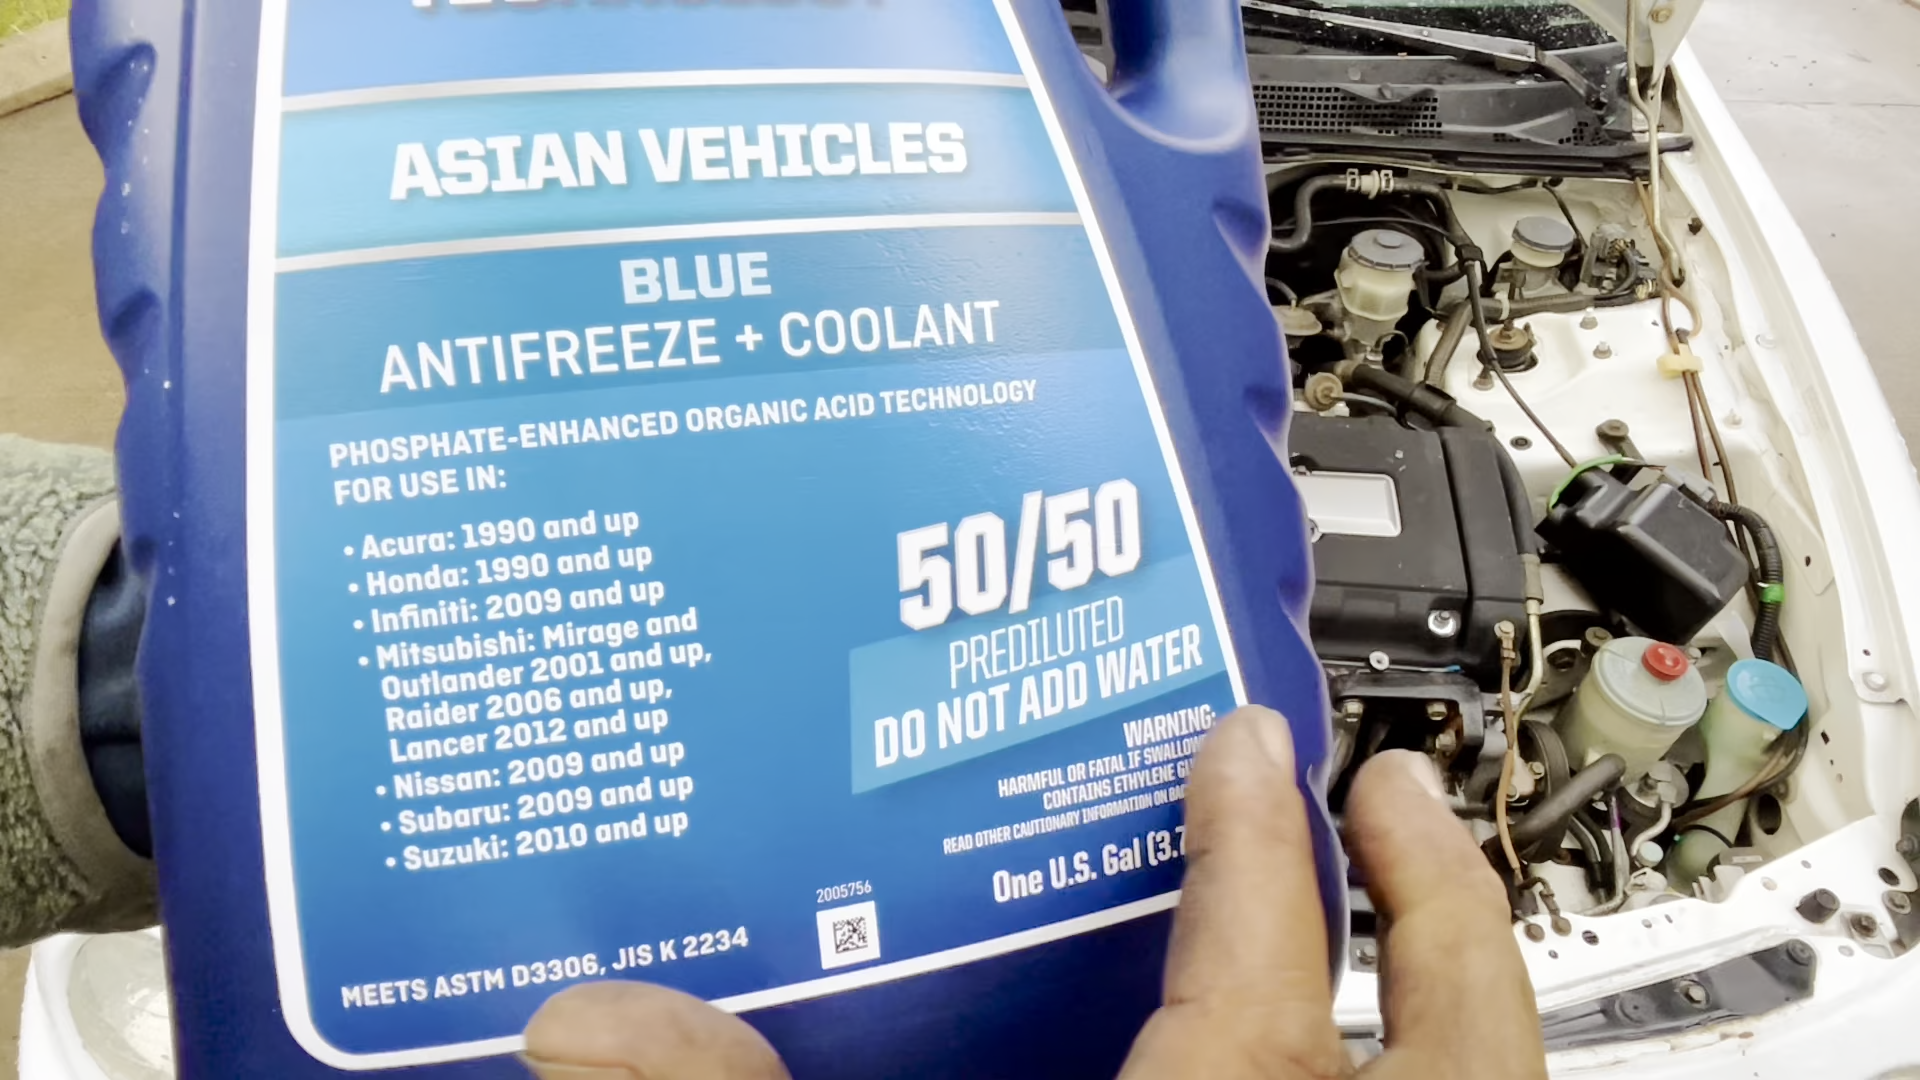 ASIAN VEHICLES
BLUE
ANTIFREEZE + COOLANT
PHOSPHATE-ENHANCED ORGANIC ACID TECHNOLOGY
FOR USE IN:
• Acura: 1990 and up
• Honda: 1990 and up
• Infiniti: 2009 and up
• Mitsubishi: Mirage and
Outlander 2001 and up,
Raider 2006 and up,
Lancer 2012 and up
• Nissan: 2009 and up
• Subaru: 2009 and up
• Suzuki: 2010 and up
50/50
PREDILUTED
DO NOT ADD WATER
WARNING:
HARMFUL OR FATAL IF
CONTAINS ETHYLENE
READ OTHER CAUTIONARY INFORMATION ON
One U.S. Gal
2005756
MEETS ASTM D3306, JIS K 2234